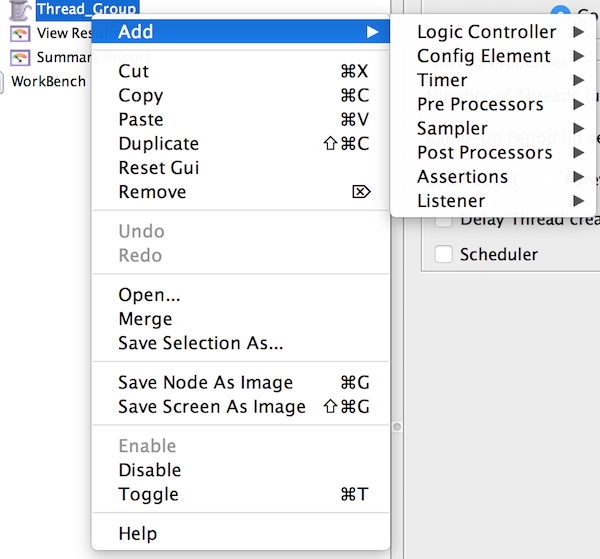 Thread_Group
View Resul
Summary
WorkBench
Add
Cut ⌘X
Copy ⌘C
Paste ⌘V
Duplicate ⇧⌘C
Reset Gui
Remove ⌦
Undo
Redo
Open...
Merge
Save Selection As...
Save Node As Image ⌘G
Save Screen As Image ⇧⌘G
Enable
Disable
Toggle ⌘T
Help
Logic Controller
Config Element
Timer
Pre Processors
Sampler
Post Processors
Assertions
Listener
Co
Delay Thread crea
Scheduler